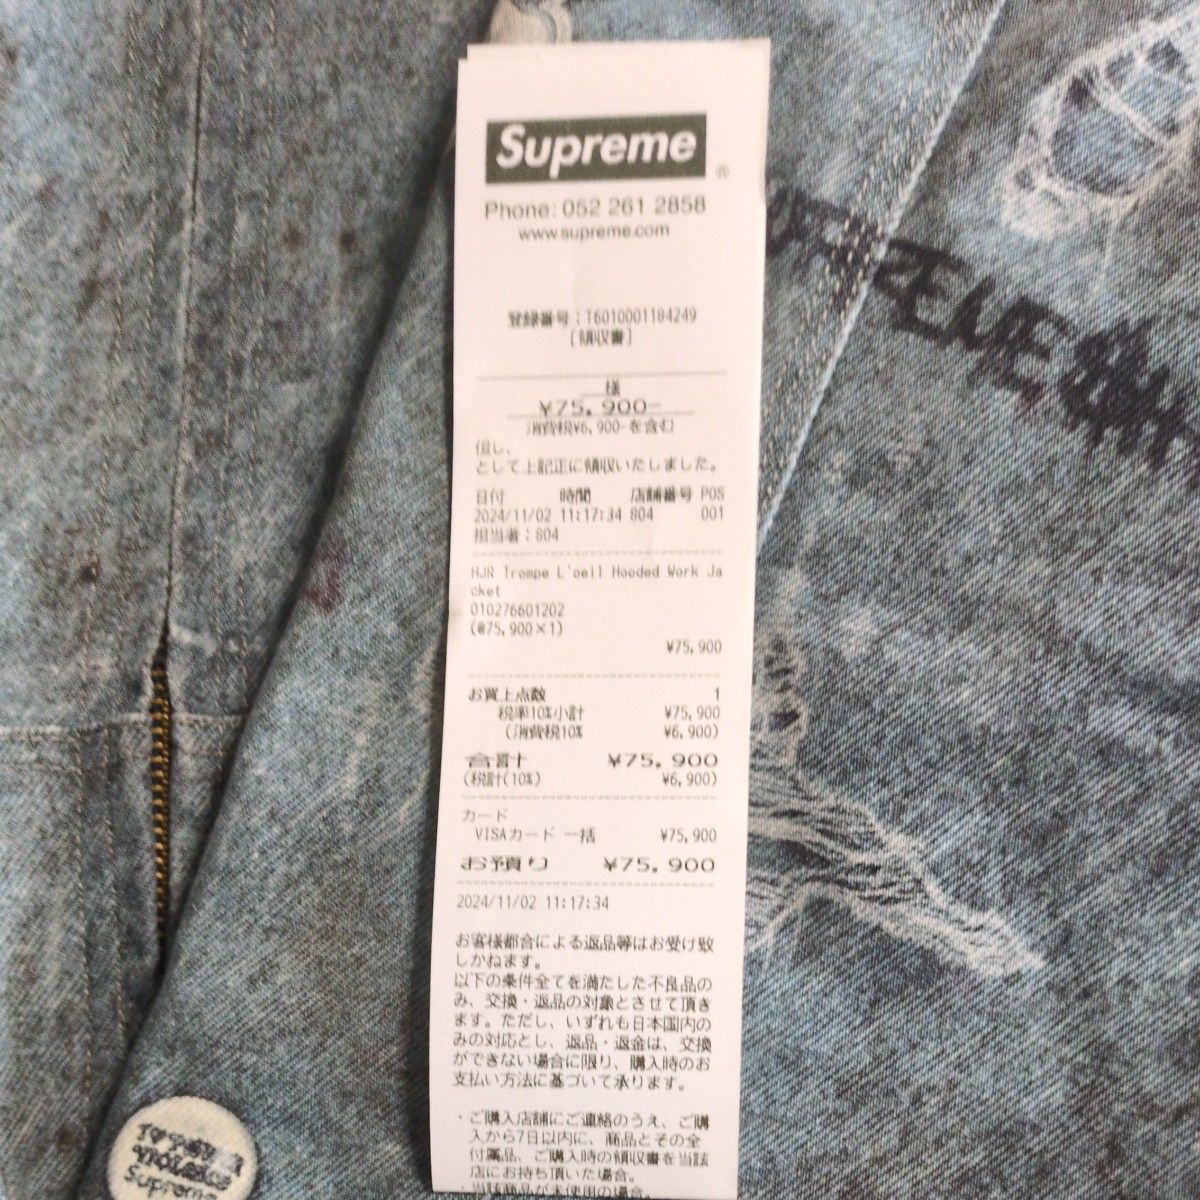 Supreme
®
Phone: 052 261 2858
www.supreme.com
登録番号:T6010001184249
[領収書]
様
¥75,900-
消費税¥6,900-を含む
但し、
として上記正に領収いたしました。
日付 時間 店舗番号 POS
2024/11/02 11:17:34 804 001
担当者:804
HJR Trompe L'oeil Hooded Work Ja
cket
010276601202
(@75,900×1)
¥75,900
お買上点数 1
税率10%小計 ¥75,900
(消費税10% ¥6,900)
合計 ¥75,900
(税計(10%) ¥6,900)
カード
VISAカード 一括 ¥75,900
お預り ¥75,900
2024/11/02 11:17:34
お客様都合による返品等はお受け致
しかねます。
以下の条件全てを満たした不良品の
み、交換・返品の対象とさせて頂き
ます。ただし、いずれも日本国内の
みの対応とし、返品・返金は、交換
ができない場合に限り、購入時のお
支払い方法に基づいて承ります。
・ご購入店舗にご連絡のうえ、ご購
入から7日以内に、商品とその全
付属品、ご購入時の領収書を当該
店にお持ち頂いた場合。
・当該商品が未使用の場合。
Supreme